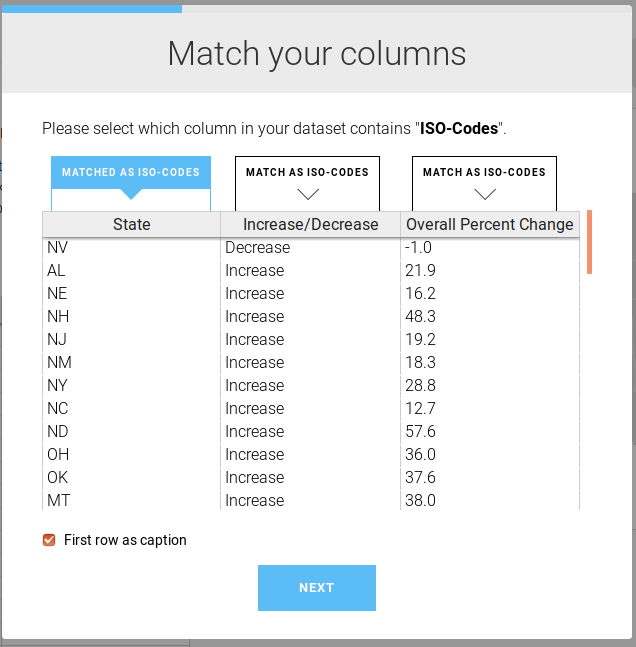 Match your columns
Please select which column in your dataset contains "ISO-Codes".
MATCHED AS ISO-CODES MATCH AS ISO-CODES MATCH AS ISO-CODES
State Increase/Decrease Overall Percent Change
NV Decrease -1.0
AL Increase 21.9
NE Increase 16.2
NH Increase 48.3
NJ Increase 19.2
NM Increase 18.3
NY Increase 28.8
NC Increase 12.7
ND Increase 57.6
OH Increase 36.0
OK Increase 37.6
MT Increase 38.0
First row as caption
NEXT